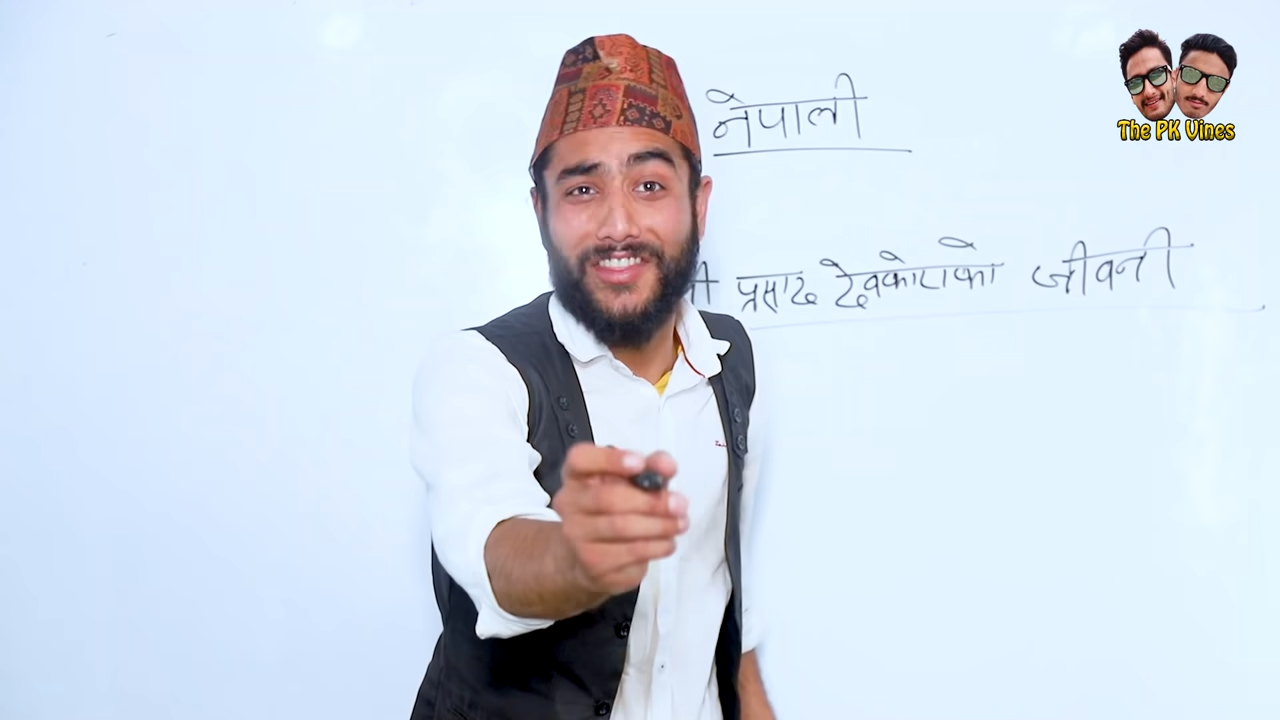 नेपाली
The PK Vines
प्रसाद देवकोटाको जीवनी